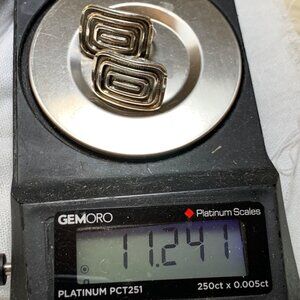 GEMORO Platinum Scales
11.241
PLATINUM PCT251 250ct x 0.005ct